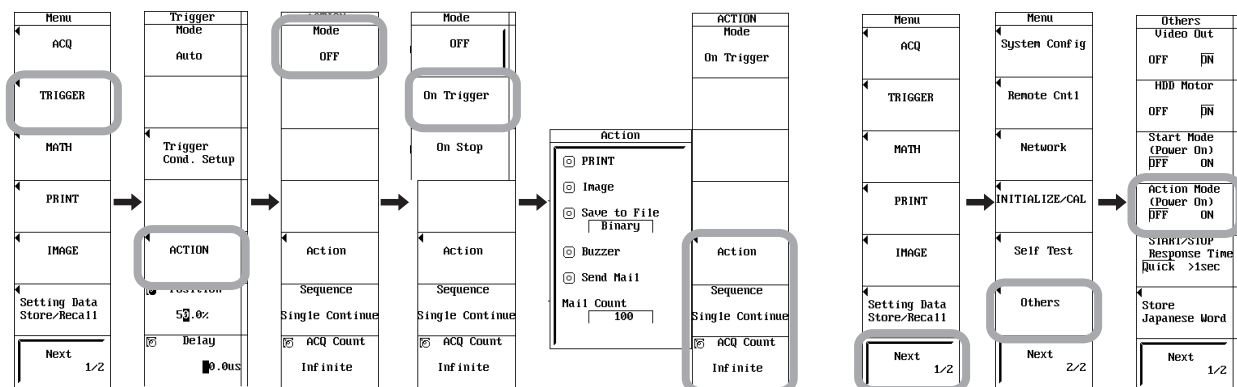 Menu
ACQ
TRIGGER
MATH
PRINT
IMAGE
Setting Data
Store/Recall
Next
1/2
Trigger
Mode
Auto
Trigger
Cond. Setup
ACTION
Position
50.0%
Delay
0.0us
ACTION
Mode
OFF
Action
Sequence
Single Continue
ACQ Count
Infinite
Mode
OFF
On Trigger
On Stop
Action
Sequence
Single Continue
ACQ Count
Infinite
Action
PRINT
Image
Save to File
Binary
Buzzer
Send Mail
Mail Count
100
ACTION
Mode
On Trigger
Action
Sequence
Single Continue
ACQ Count
Infinite
Menu
ACQ
TRIGGER
MATH
PRINT
IMAGE
Setting Data
Store/Recall
Next
1/2
Menu
System Config
Remote Cntl
Network
INITIALIZE/CAL
Self Test
Others
Next
2/2
Others
Video Out
OFF ON
HDD Motor
OFF ON
Start Mode
(Power On)
OFF ON
Action Mode
(Power On)
OFF ON
START/STOP
Response Time
Quick >1sec
Store
Japanese Word
Next
1/2